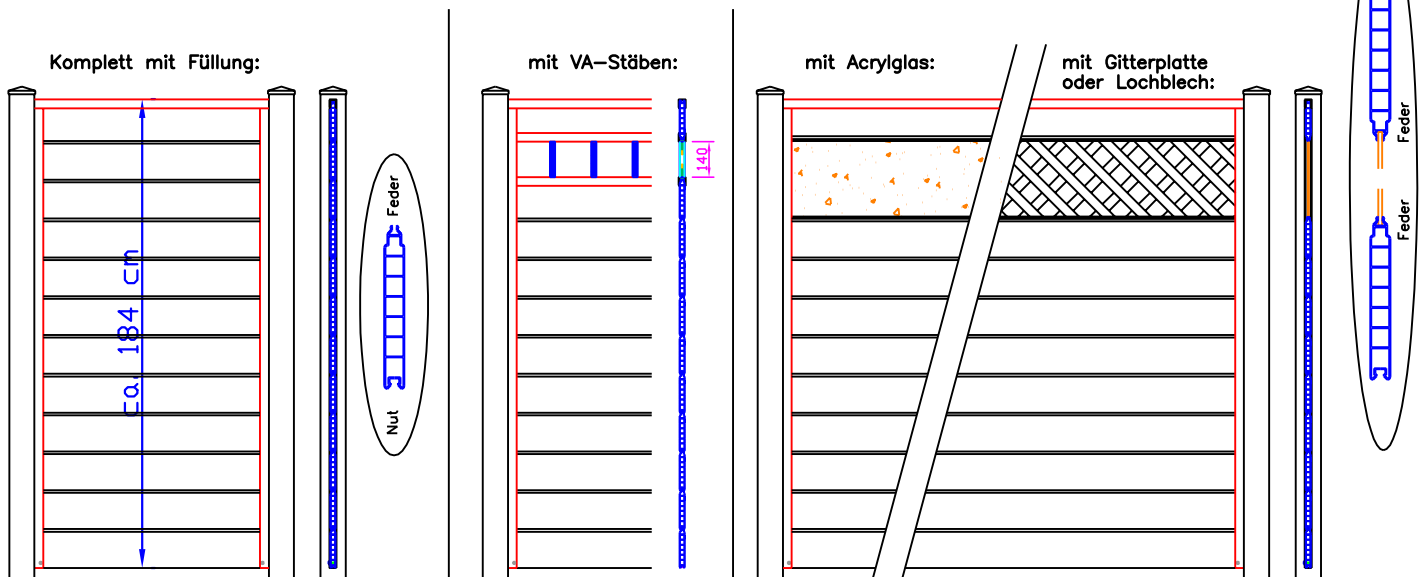 Komplett mit Füllung:
ca. 184 cm
Feder
Nut
mit VA-Stäben:
140
mit Acrylglas:
mit Gitterplatte
oder Lochblech:
Feder
Feder